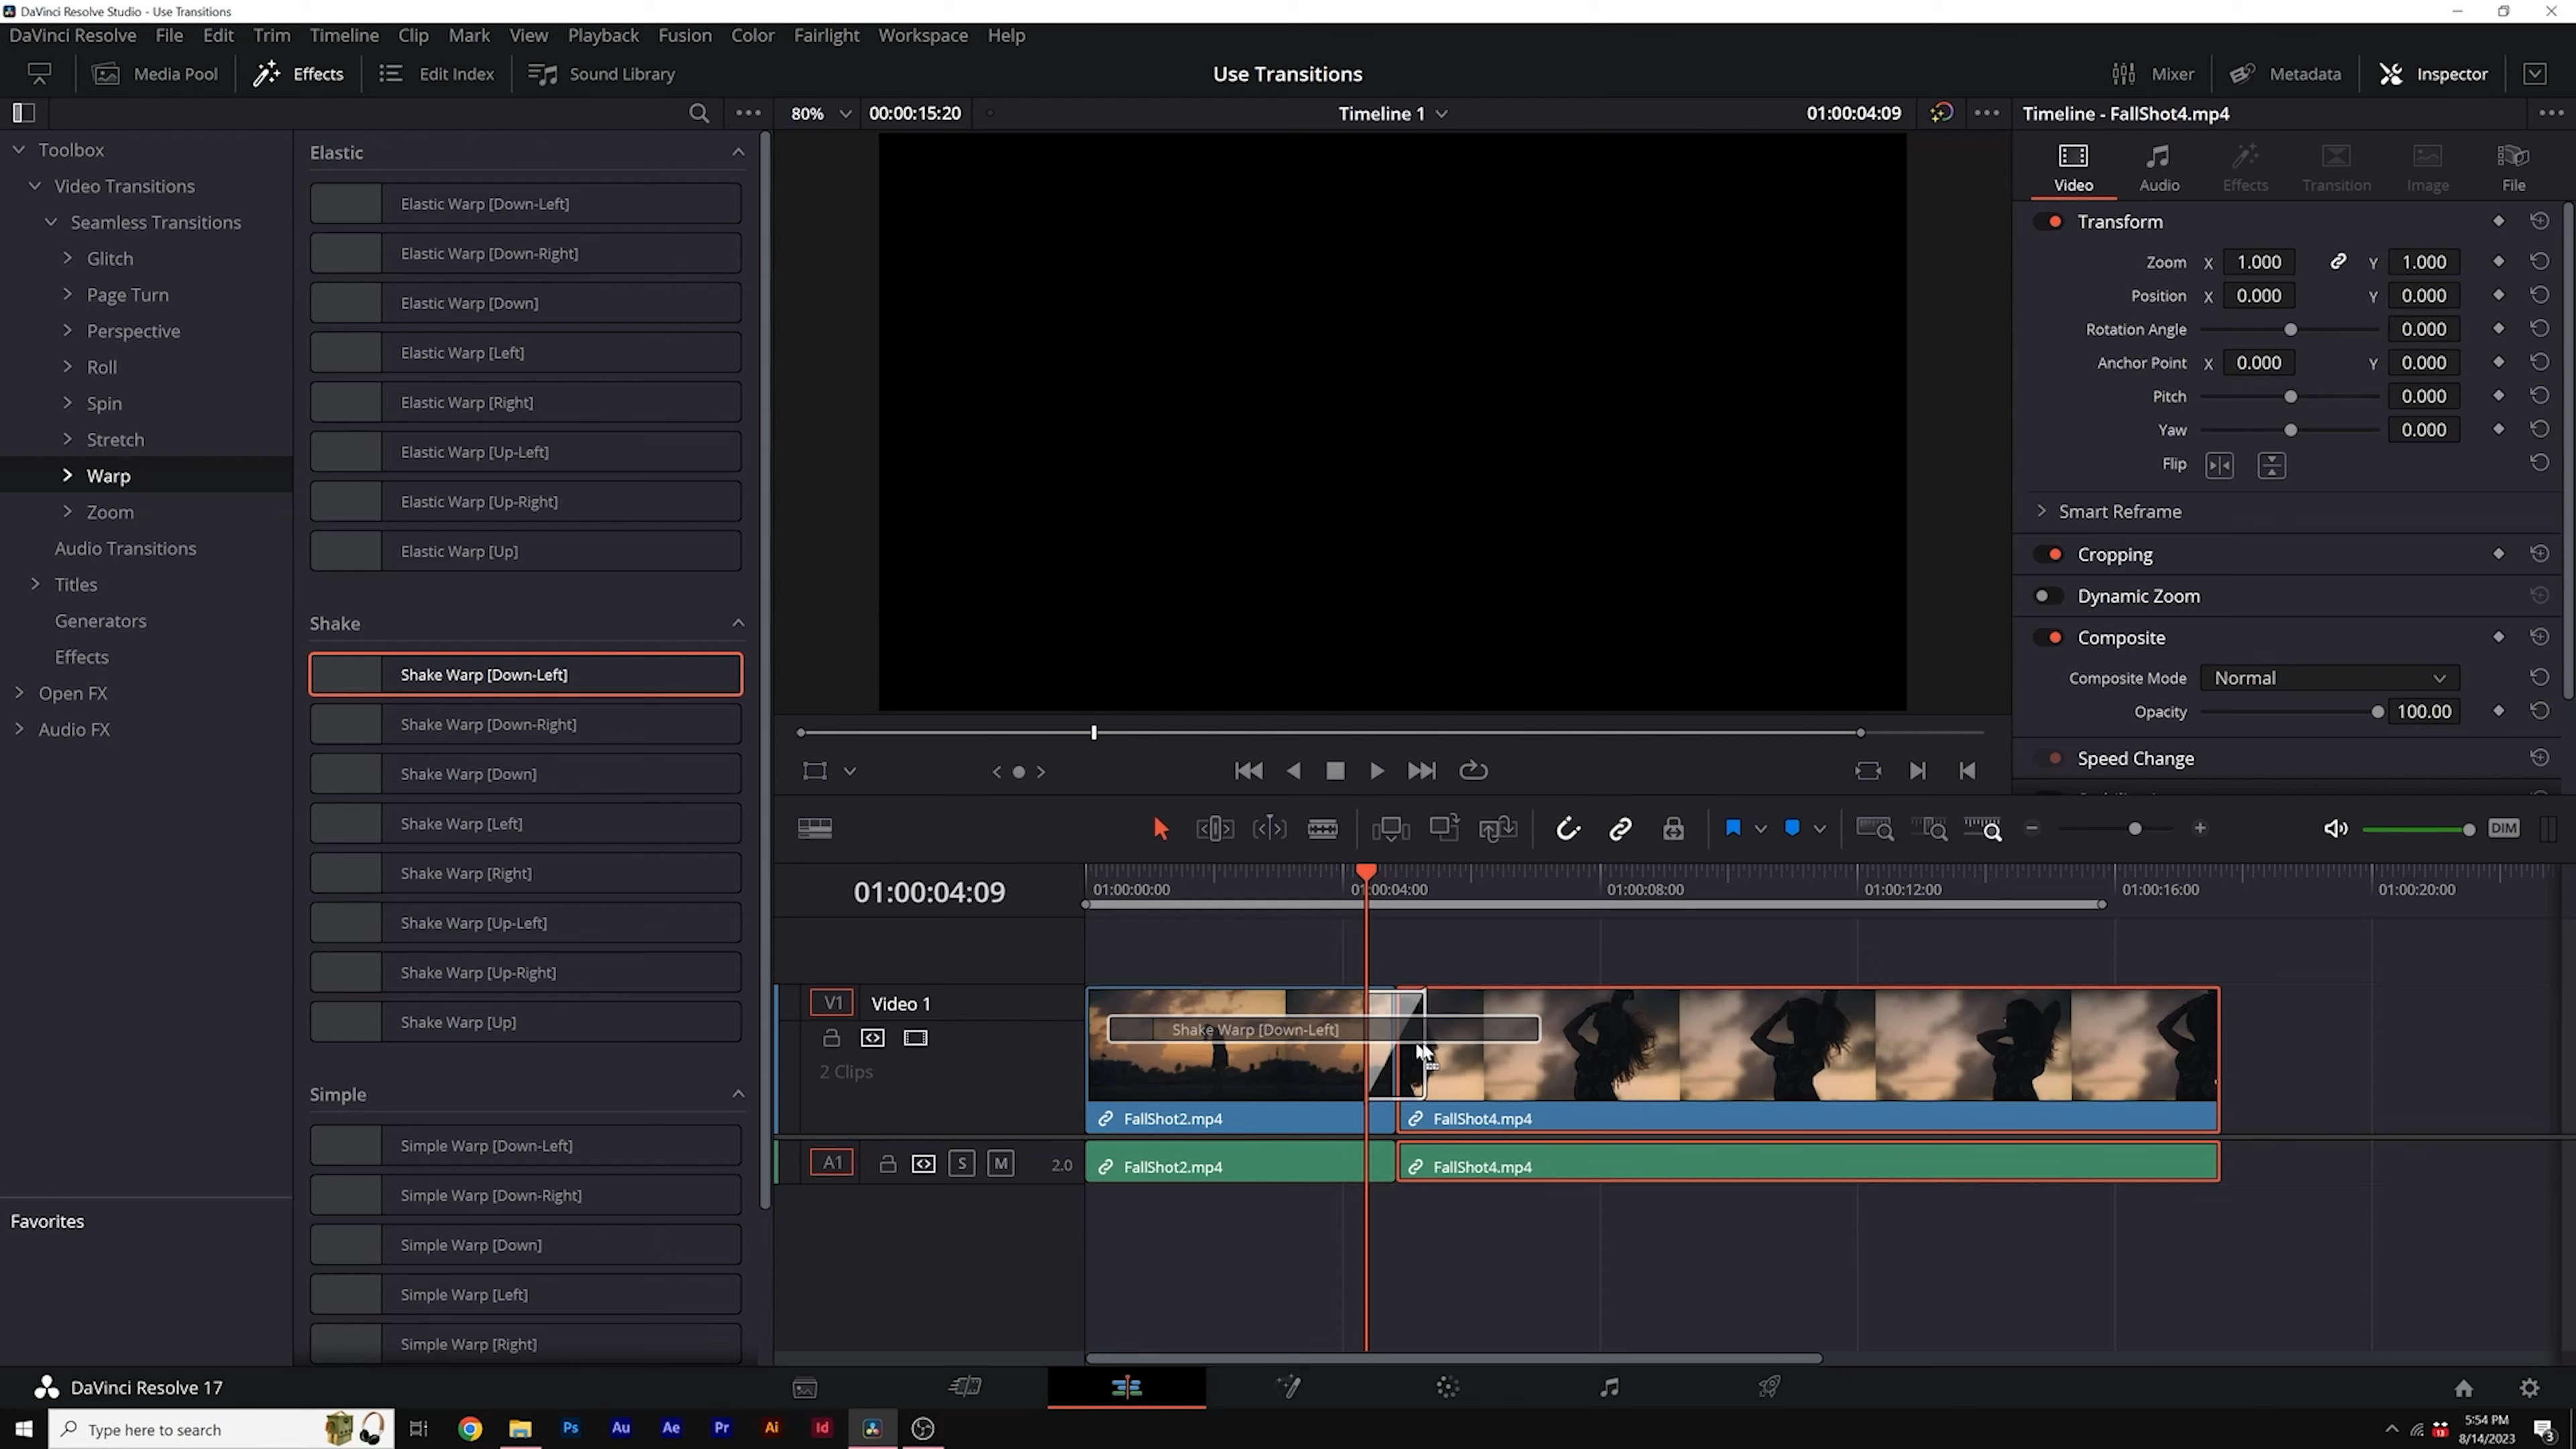 DaVinci Resolve Studio - Use Transitions
DaVinci Resolve File Edit Trim Timeline Clip Mark View Playback Fusion Color Fairlight Workspace Help
Media Pool Effects Edit Index Sound Library Use Transitions Mixer Metadata Inspector
80% 00:00:15:20 Timeline 1 01:00:04:09 Timeline - FallShot4.mp4
Toolbox
Video Transitions
Seamless Transitions
Glitch
Page Turn
Perspective
Roll
Spin
Stretch
Warp
Zoom
Audio Transitions
Titles
Generators
Effects
Open FX
Audio FX
Favorites
Elastic
Elastic Warp [Down-Left]
Elastic Warp [Down-Right]
Elastic Warp [Down]
Elastic Warp [Left]
Elastic Warp [Right]
Elastic Warp [Up-Left]
Elastic Warp [Up-Right]
Elastic Warp [Up]
Shake
Shake Warp [Down-Left]
Shake Warp [Down-Right]
Shake Warp [Down]
Shake Warp [Left]
Shake Warp [Right]
Shake Warp [Up-Left]
Shake Warp [Up-Right]
Shake Warp [Up]
Simple
Simple Warp [Down-Left]
Simple Warp [Down-Right]
Simple Warp [Down]
Simple Warp [Left]
Simple Warp [Right]
Video Audio Effects Transition Image File
Transform
Zoom X 1.000 Y 1.000
Position X 0.000 Y 0.000
Rotation Angle 0.000
Anchor Point X 0.000 Y 0.000
Pitch 0.000
Yaw 0.000
Flip
Smart Reframe
Cropping
Dynamic Zoom
Composite
Composite Mode Normal
Opacity 100.00
Speed Change
DIM
01:00:04:09 01:00:00:00 01:00:04:00 01:00:08:00 01:00:12:00 01:00:16:00 01:00:20:00
V1 Video 1
Shake Warp [Down-Left]
2 Clips
FallShot2.mp4 FallShot4.mp4
A1 S M 2.0 FallShot2.mp4 FallShot4.mp4
DaVinci Resolve 17
Type here to search Ps Au Ae Pr Ai Id 13 5:54 PM
8/14/2023 3